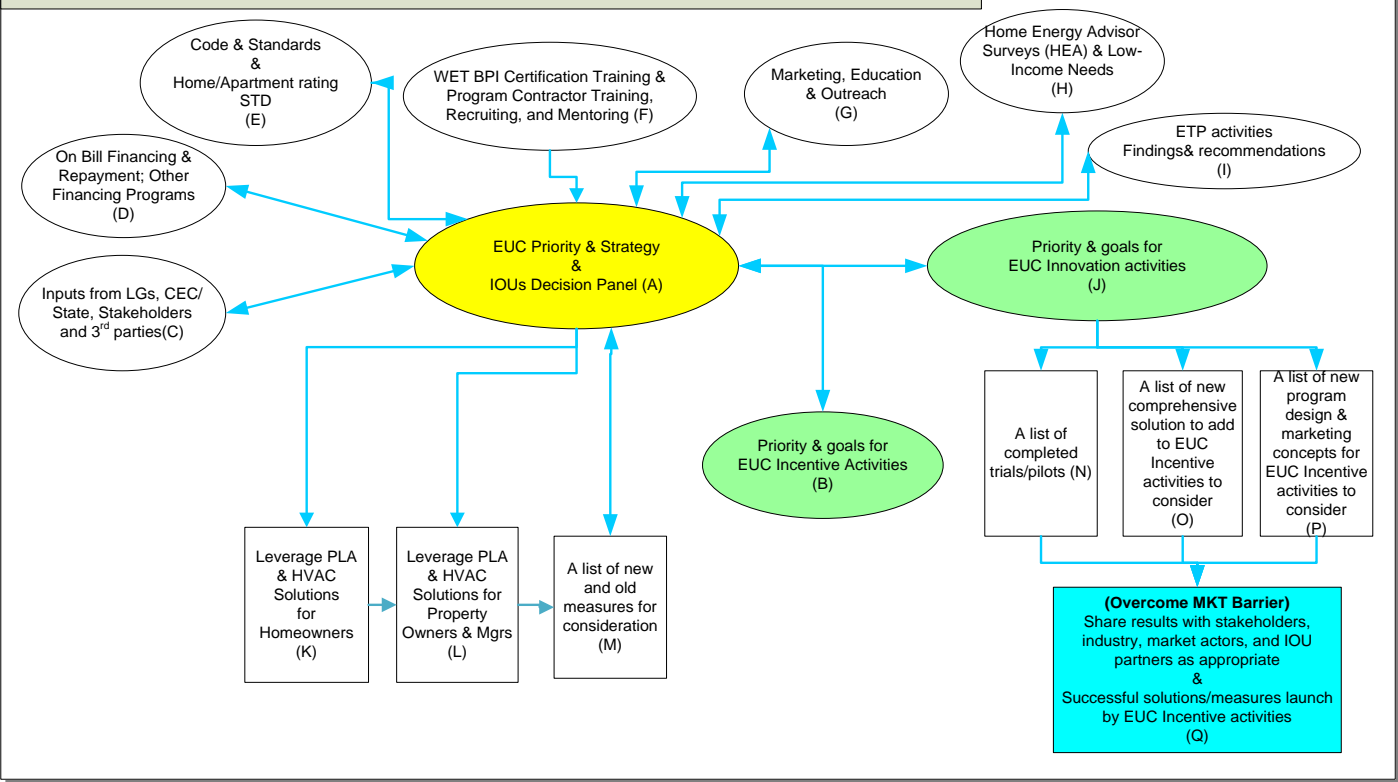 Code & Standards
&
Home/Apartment rating
STD
(E)
WET BPI Certification Training &
Program Contractor Training,
Recruiting, and Mentoring (F)
Marketing, Education
& Outreach
(G)
Home Energy Advisor
Surveys (HEA) & Low-
Income Needs
(H)
ETP activities
Findings& recommendations
(I)
On Bill Financing &
Repayment; Other
Financing Programs
(D)
EUC Priority & Strategy
&
IOUs Decision Panel (A)
Priority & goals for
EUC Innovation activities
(J)
Inputs from LGs, CEC/
State, Stakeholders
and 3rd parties(C)
Priority & goals for
EUC Incentive Activities
(B)
A list of
completed
trials/pilots (N)
A list of new
comprehensive
solution to add
to EUC
Incentive
activities to
consider
(O)
A list of new
program
design &
marketing
concepts for
EUC Incentive
activities to
consider
(P)
Leverage PLA
& HVAC
Solutions
for
Homeowners
(K)
Leverage PLA
& HVAC
Solutions for
Property
Owners & Mgrs
(L)
A list of new
and old
measures for
consideration
(M)
(Overcome MKT Barrier)
Share results with stakeholders,
industry, market actors, and IOU
partners as appropriate
&
Successful solutions/measures launch
by EUC Incentive activities
(Q)